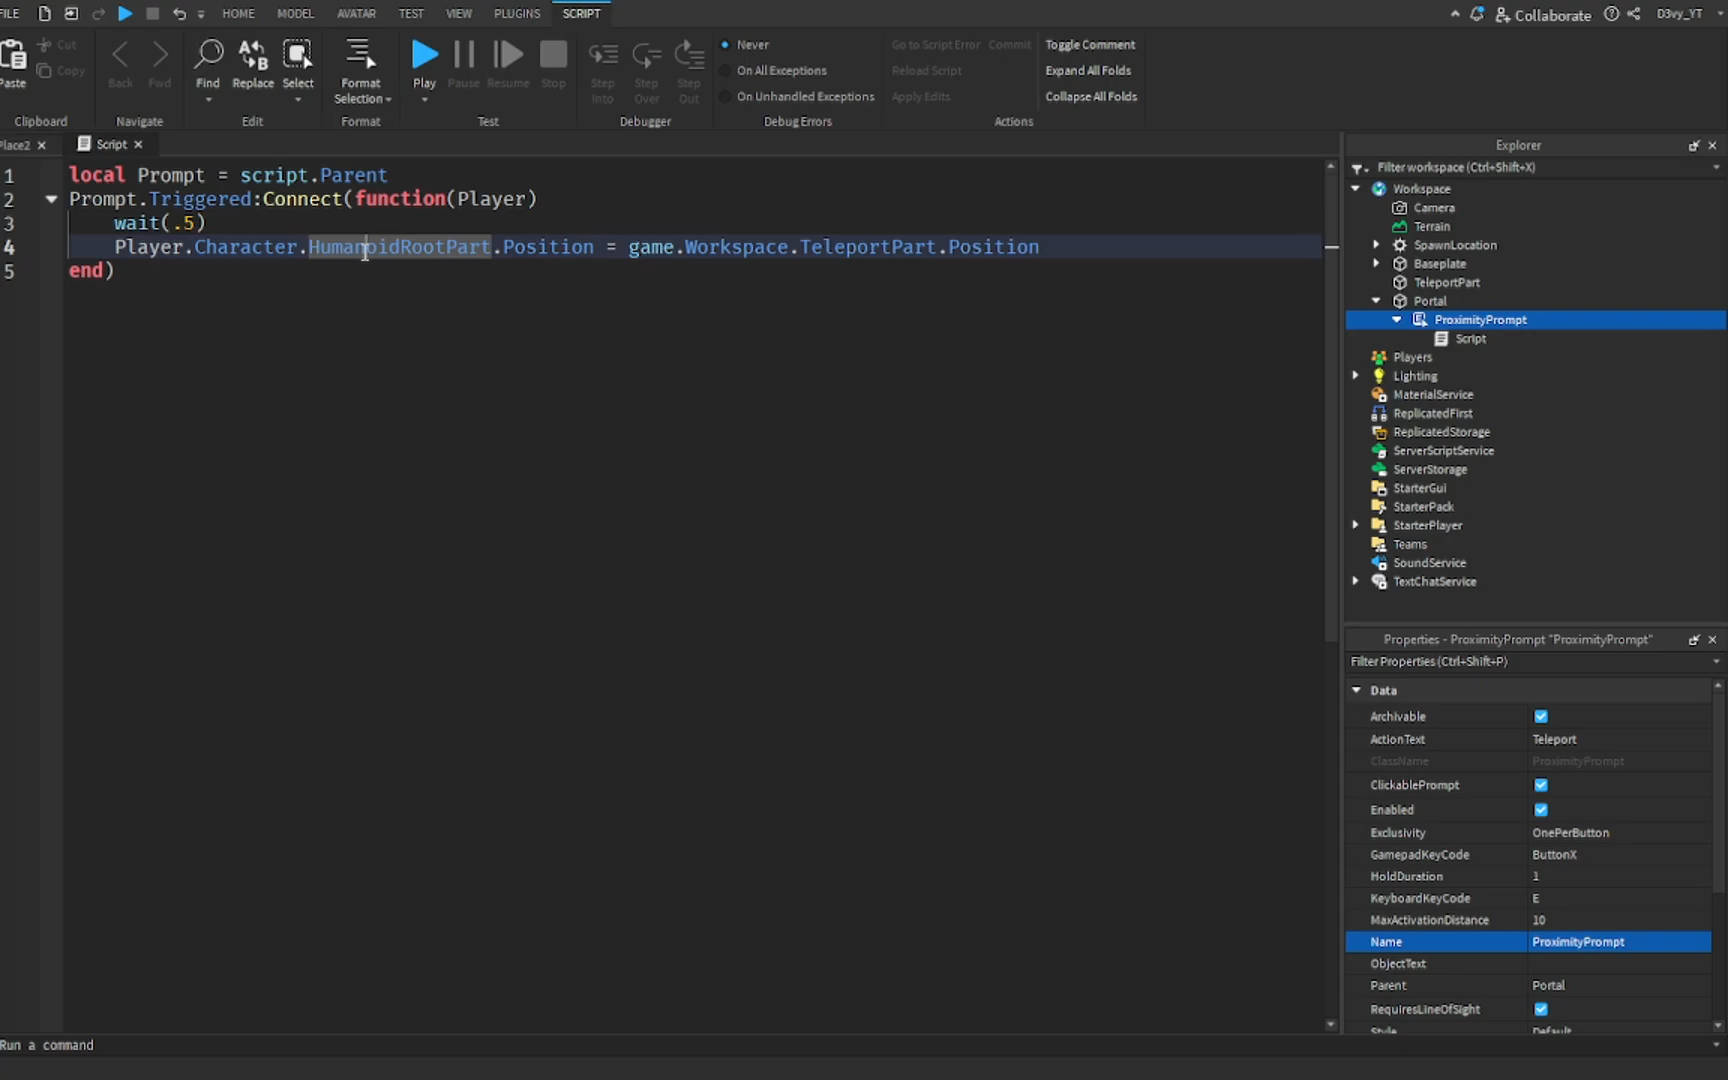 FILE HOME MODEL AVATAR TEST VIEW PLUGINS SCRIPT Collaborate D3vy_YT
Paste Cut Copy
Clipboard
Back Fwd
Navigate
Find Replace Select
Edit
Format Selection
Format
Play Pause Resume Stop
Test
Step Into Step Over Step Out
Debugger
Never
On All Exceptions
On Unhandled Exceptions
Debug Errors
Go to Script Error Commit
Reload Script
Apply Edits
Toggle Comment
Expand All Folds
Collapse All Folds
Actions
Place2 Script
1 local Prompt = script.Parent
2 Prompt.Triggered:Connect(function(Player)
3 wait(.5)
4 Player.Character.HumanoidRootPart.Position = game.Workspace.TeleportPart.Position
5 end)
Explorer
Filter workspace (Ctrl+Shift+X)
Workspace
Camera
Terrain
SpawnLocation
Baseplate
TeleportPart
Portal
ProximityPrompt
Script
Players
Lighting
MaterialService
ReplicatedFirst
ReplicatedStorage
ServerScriptService
ServerStorage
StarterGui
StarterPack
StarterPlayer
Teams
SoundService
TextChatService
Properties - ProximityPrompt "ProximityPrompt"
Filter Properties (Ctrl+Shift+P)
Data
Archivable
ActionText Teleport
ClassName ProximityPrompt
ClickablePrompt
Enabled
Exclusivity OnePerButton
GamepadKeyCode ButtonX
HoldDuration 1
KeyboardKeyCode E
MaxActivationDistance 10
Name ProximityPrompt
ObjectText
Parent Portal
RequiresLineOfSight
Style Default
Run a command